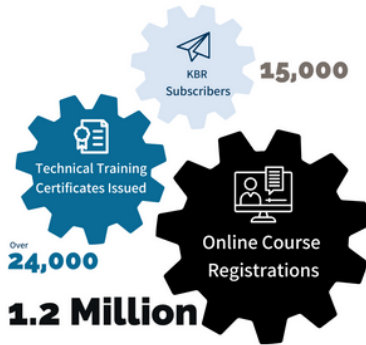 KBR
Subscribers
15,000
Technical Training
Certificates Issued
Over
24,000
Online Course
Registrations
1.2 Million